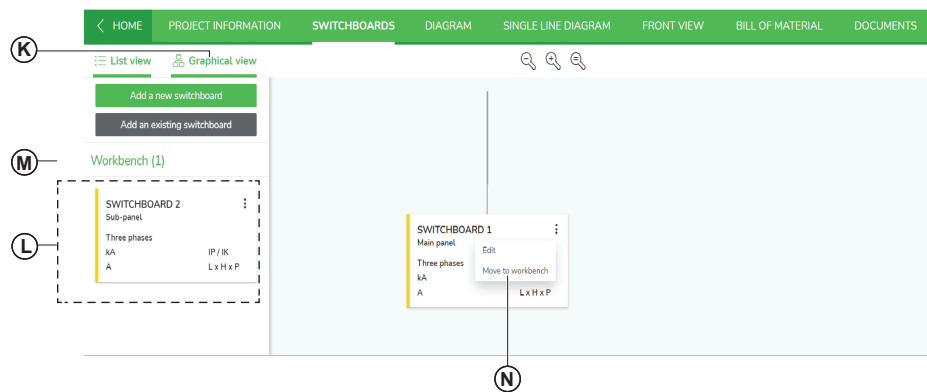 HOME PROJECT INFORMATION SWITCHBOARDS DIAGRAM SINGLE LINE DIAGRAM FRONT VIEW BILL OF MATERIAL DOCUMENTS
K
List view Graphical view
Add a new switchboard
Add an existing switchboard
M
Workbench (1)
L
SWITCHBOARD 2
Sub-panel
Three phases
kA IP / IK
A L x H x P
SWITCHBOARD 1
Main panel
Edit
Three phases
Move to workbench
kA
A L x H x P
N